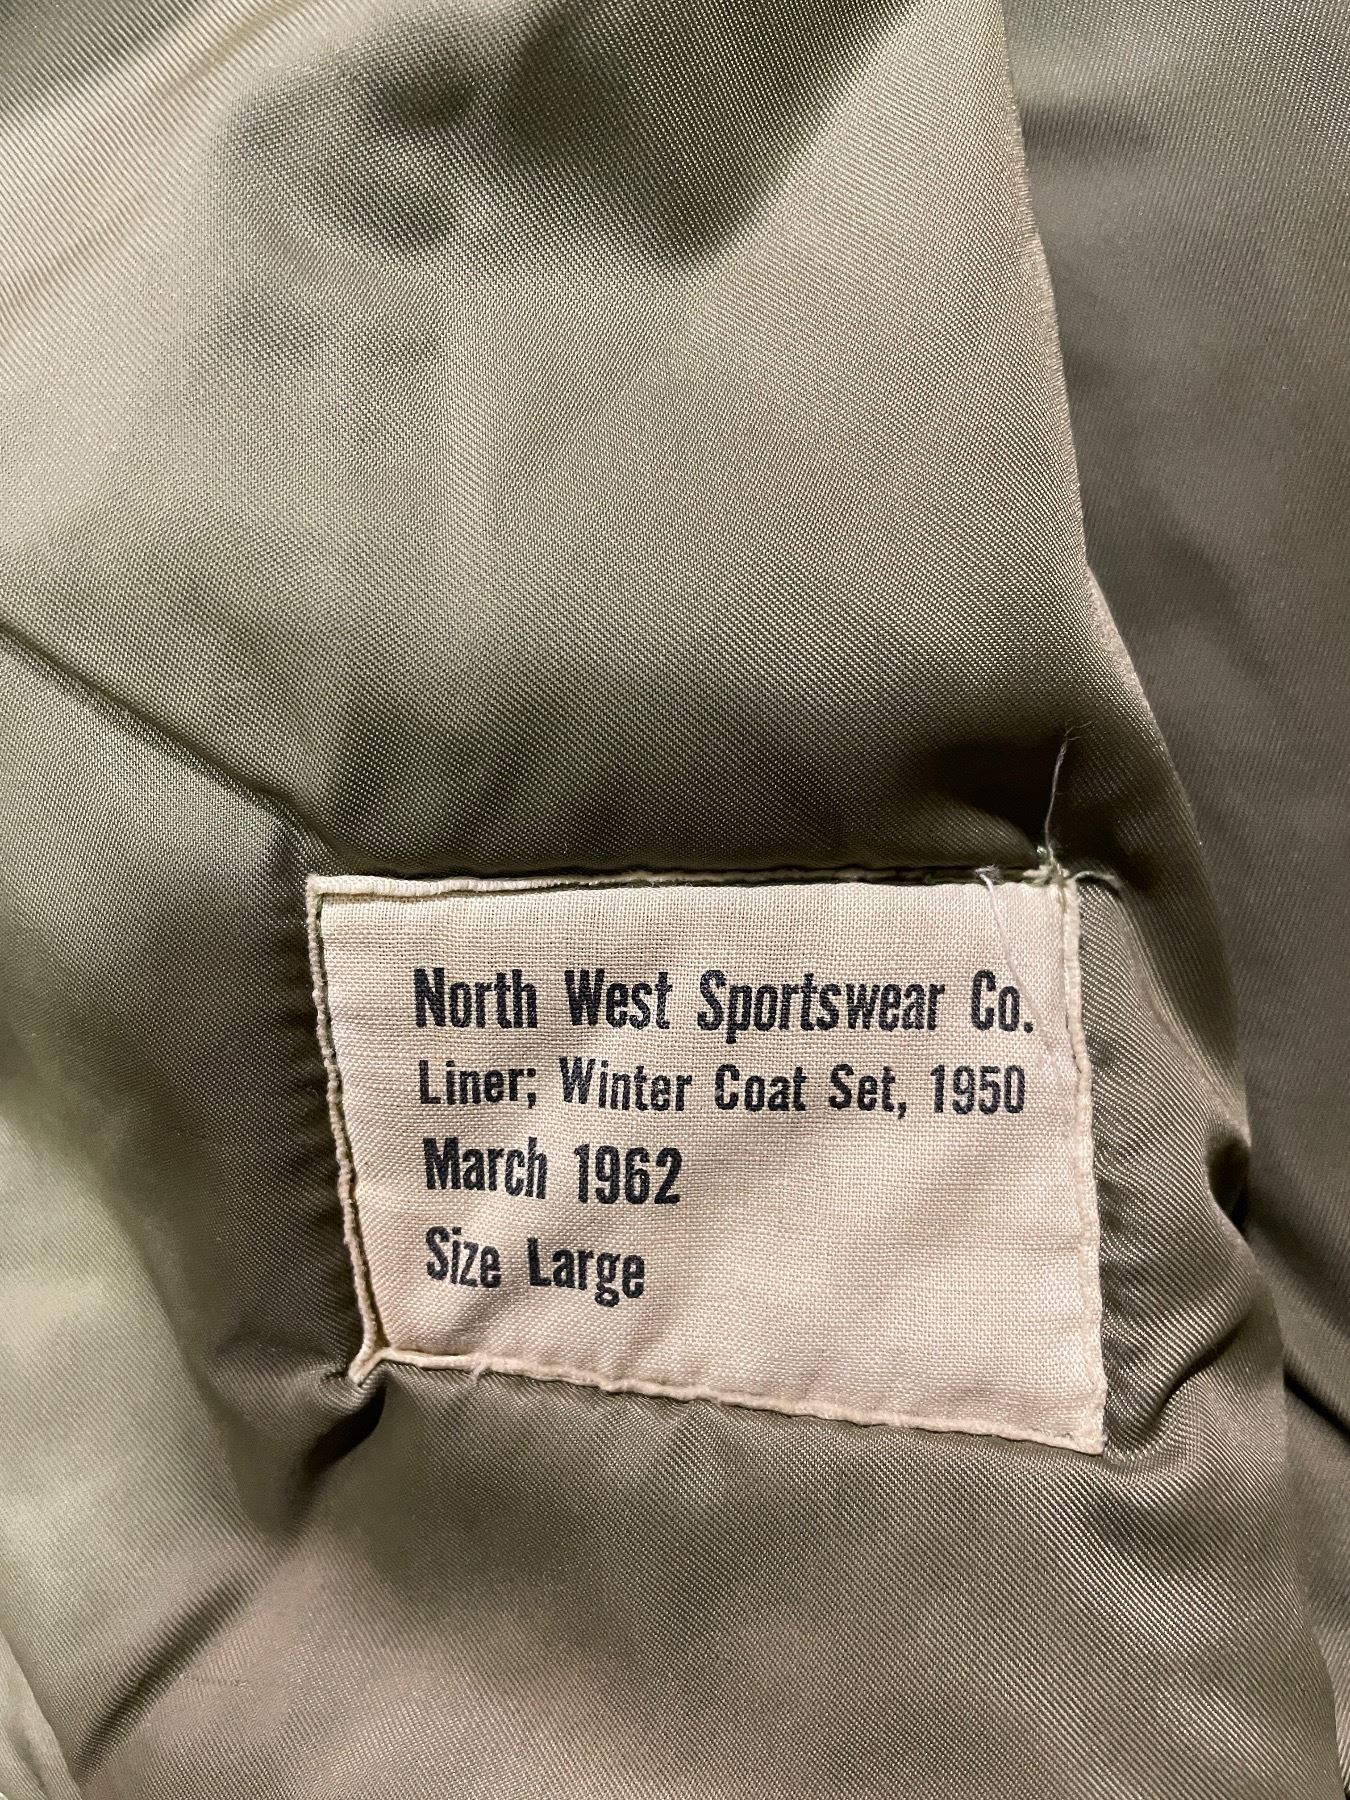 North West Sportswear Co.
Liner; Winter Coat Set, 1950
March 1962
Size Large